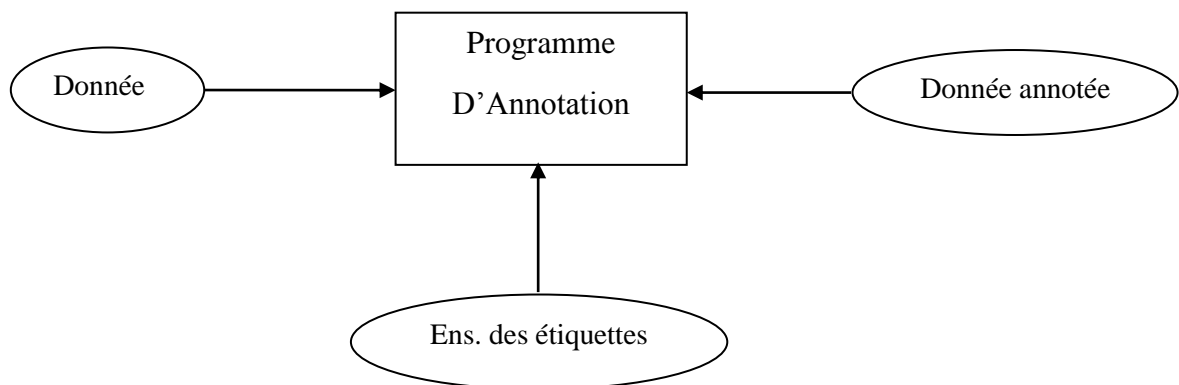 Programme
D’Annotation
Donnée
Donnée annotée
Ens. des étiquettes